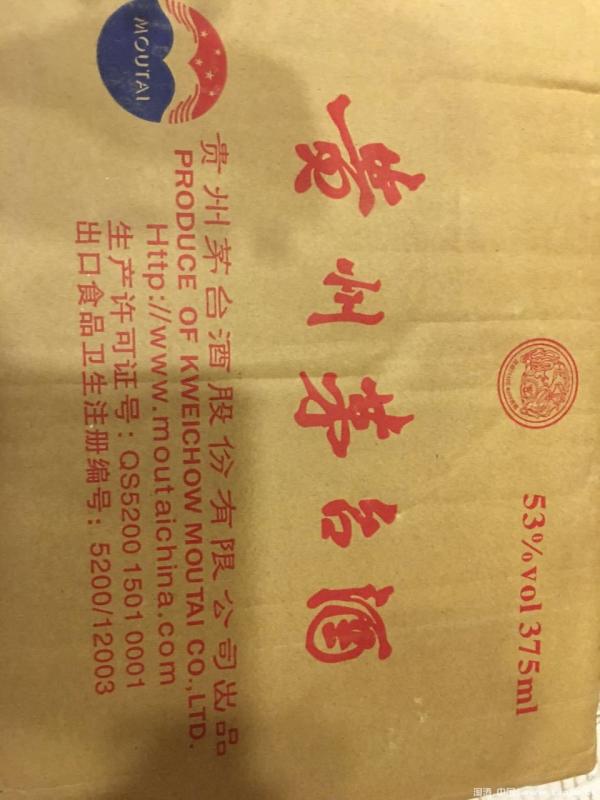 53%vol 375ml
贵州茅台酒
MOUTAI
贵州茅台酒股份有限公司出品
PRODUCE OF KWEICHOW MOUTAI CO.,LTD.
Http://www.moutaichina.com
生产许可证号:QS5200 1501 0001
出口食品卫生注册编号:5200/12003